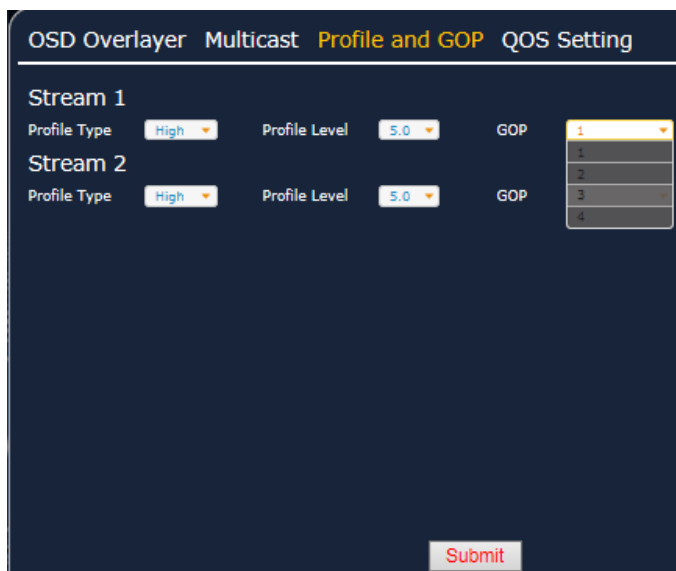 OSD Overlayer Multicast Profile and GOP QOS Setting
Stream 1
Profile Type High Profile Level 5.0 GOP 1
1
2
3
4
Stream 2
Profile Type High Profile Level 5.0 GOP
Submit